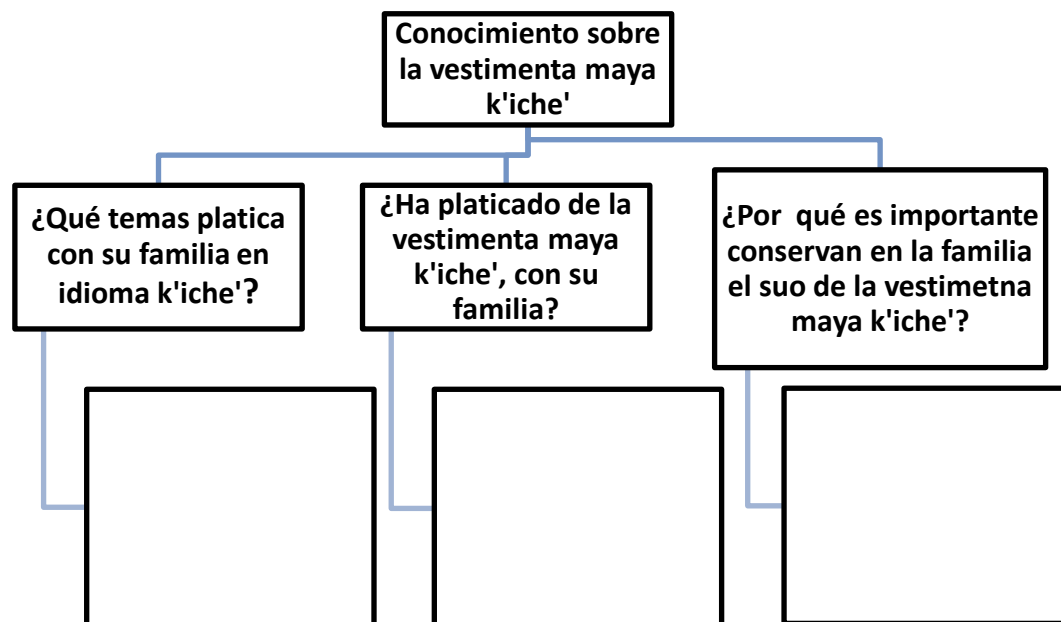 Conocimiento sobre
la vestimenta maya
k'iche'
¿Qué temas platica
con su familia en
idioma k'iche'?
¿Ha platicado de la
vestimenta maya
k'iche', con su
familia?
¿Por  qué es importante
conservan en la familia
el suo de la vestimetna
maya k'iche'?